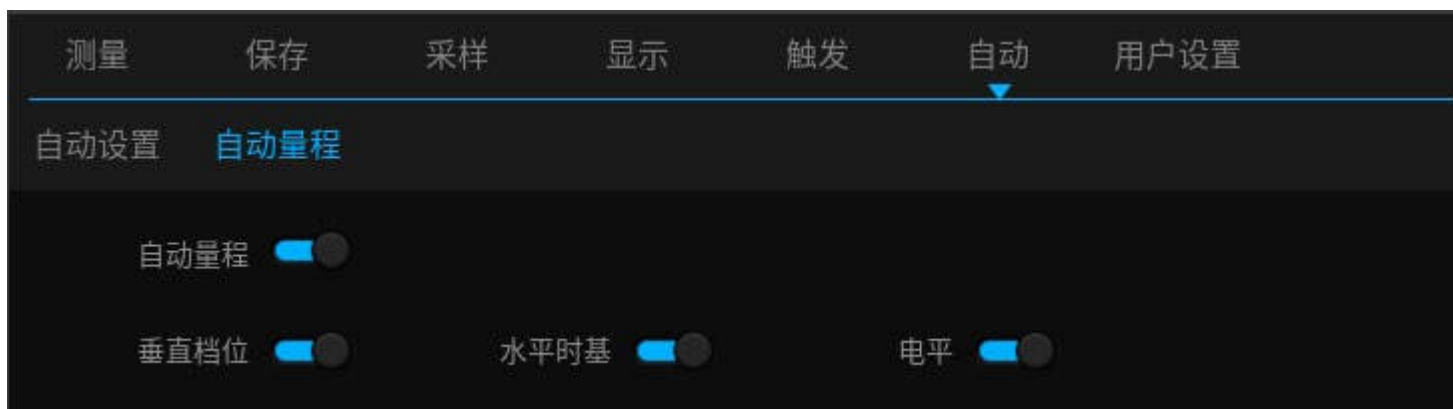 测量 保存 采样 显示 触发 自动 用户设置
自动设置 自动量程
自动量程
垂直档位 水平时基 电平